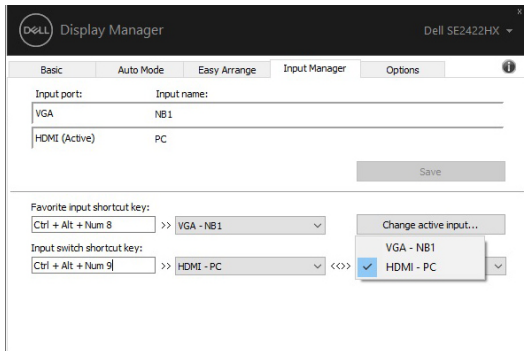 DELL Display Manager Dell SE2422HX
x
Basic Auto Mode Easy Arrange Input Manager Options
Input port: Input name:
VGA NB1
HDMI (Active) PC
Save
Favorite input shortcut key:
Ctrl + Alt + Num 8 >> VGA - NB1 Change active input...
Input switch shortcut key:
Ctrl + Alt + Num 9 >> HDMI - PC <<>>
VGA - NB1
HDMI - PC